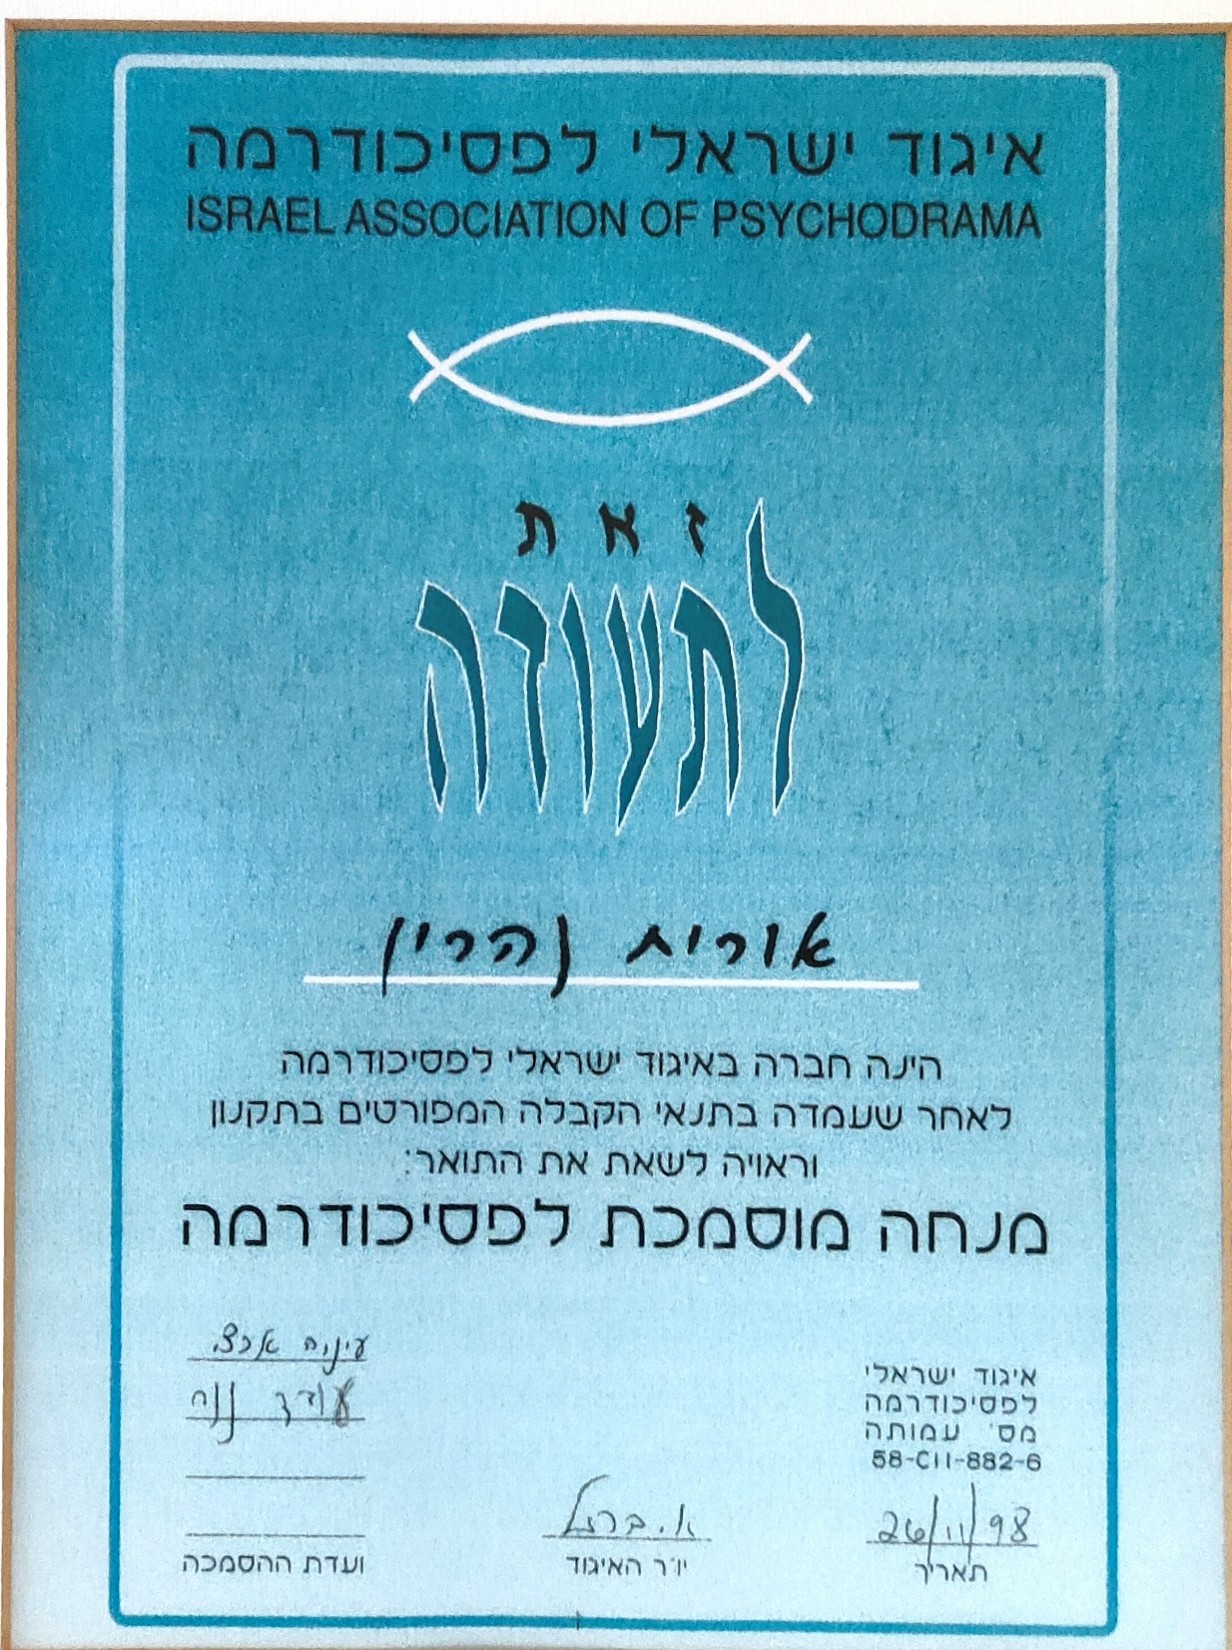 איגוד ישראלי לפסיכודרמה
ISRAEL ASSOCIATION OF PSYCHODRAMA
זאת
לתעודה
אורית נהרין
הינה חברה באיגוד ישראלי לפסיכודרמה
לאחר שעמדה בתנאי הקבלה המפורטים בתקנון
וראויה לשאת את התואר:
מנחה מוסמכת לפסיכודרמה
איגוד ישראלי
לפסיכודרמה
מס' עמותה
58-C11-882-6
26/11/98
תאריך
יו"ר האיגוד
ועדת ההסמכה